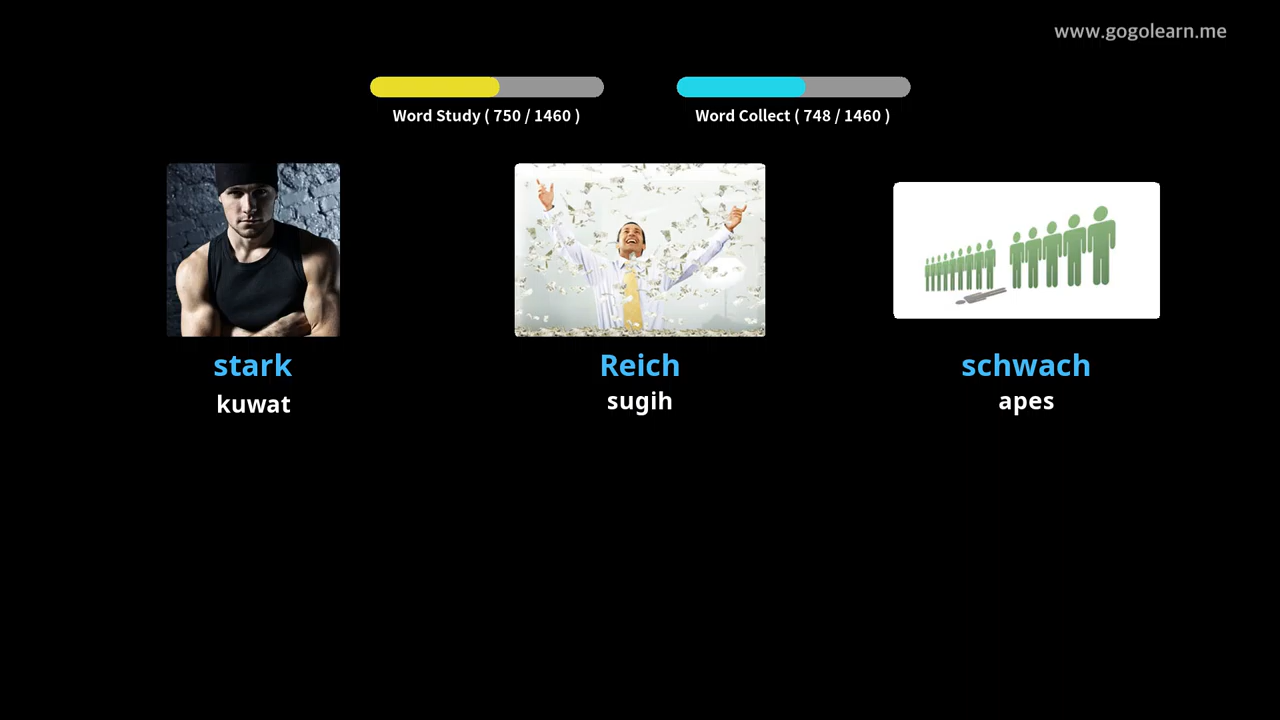 www.gogolearn.me
Word Study ( 750 / 1460 )
Word Collect ( 748 / 1460 )
stark
kuwat
Reich
sugih
schwach
apes